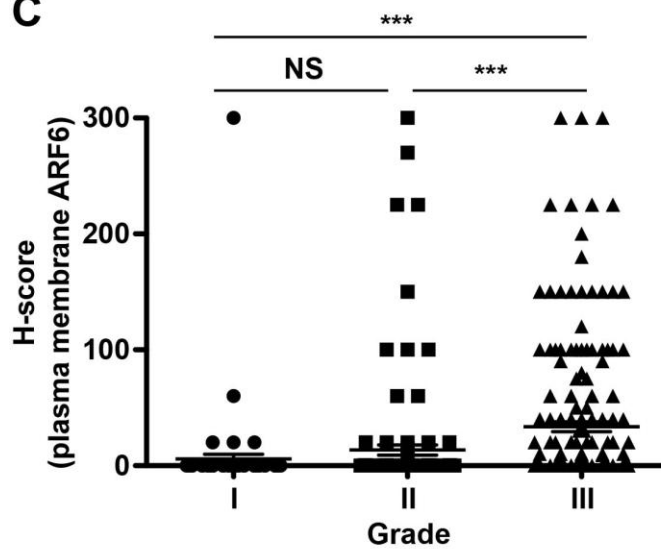 C
***
NS
***
300
200
100
0
H-score
(plasma membrane ARF6)
I
II
III
Grade